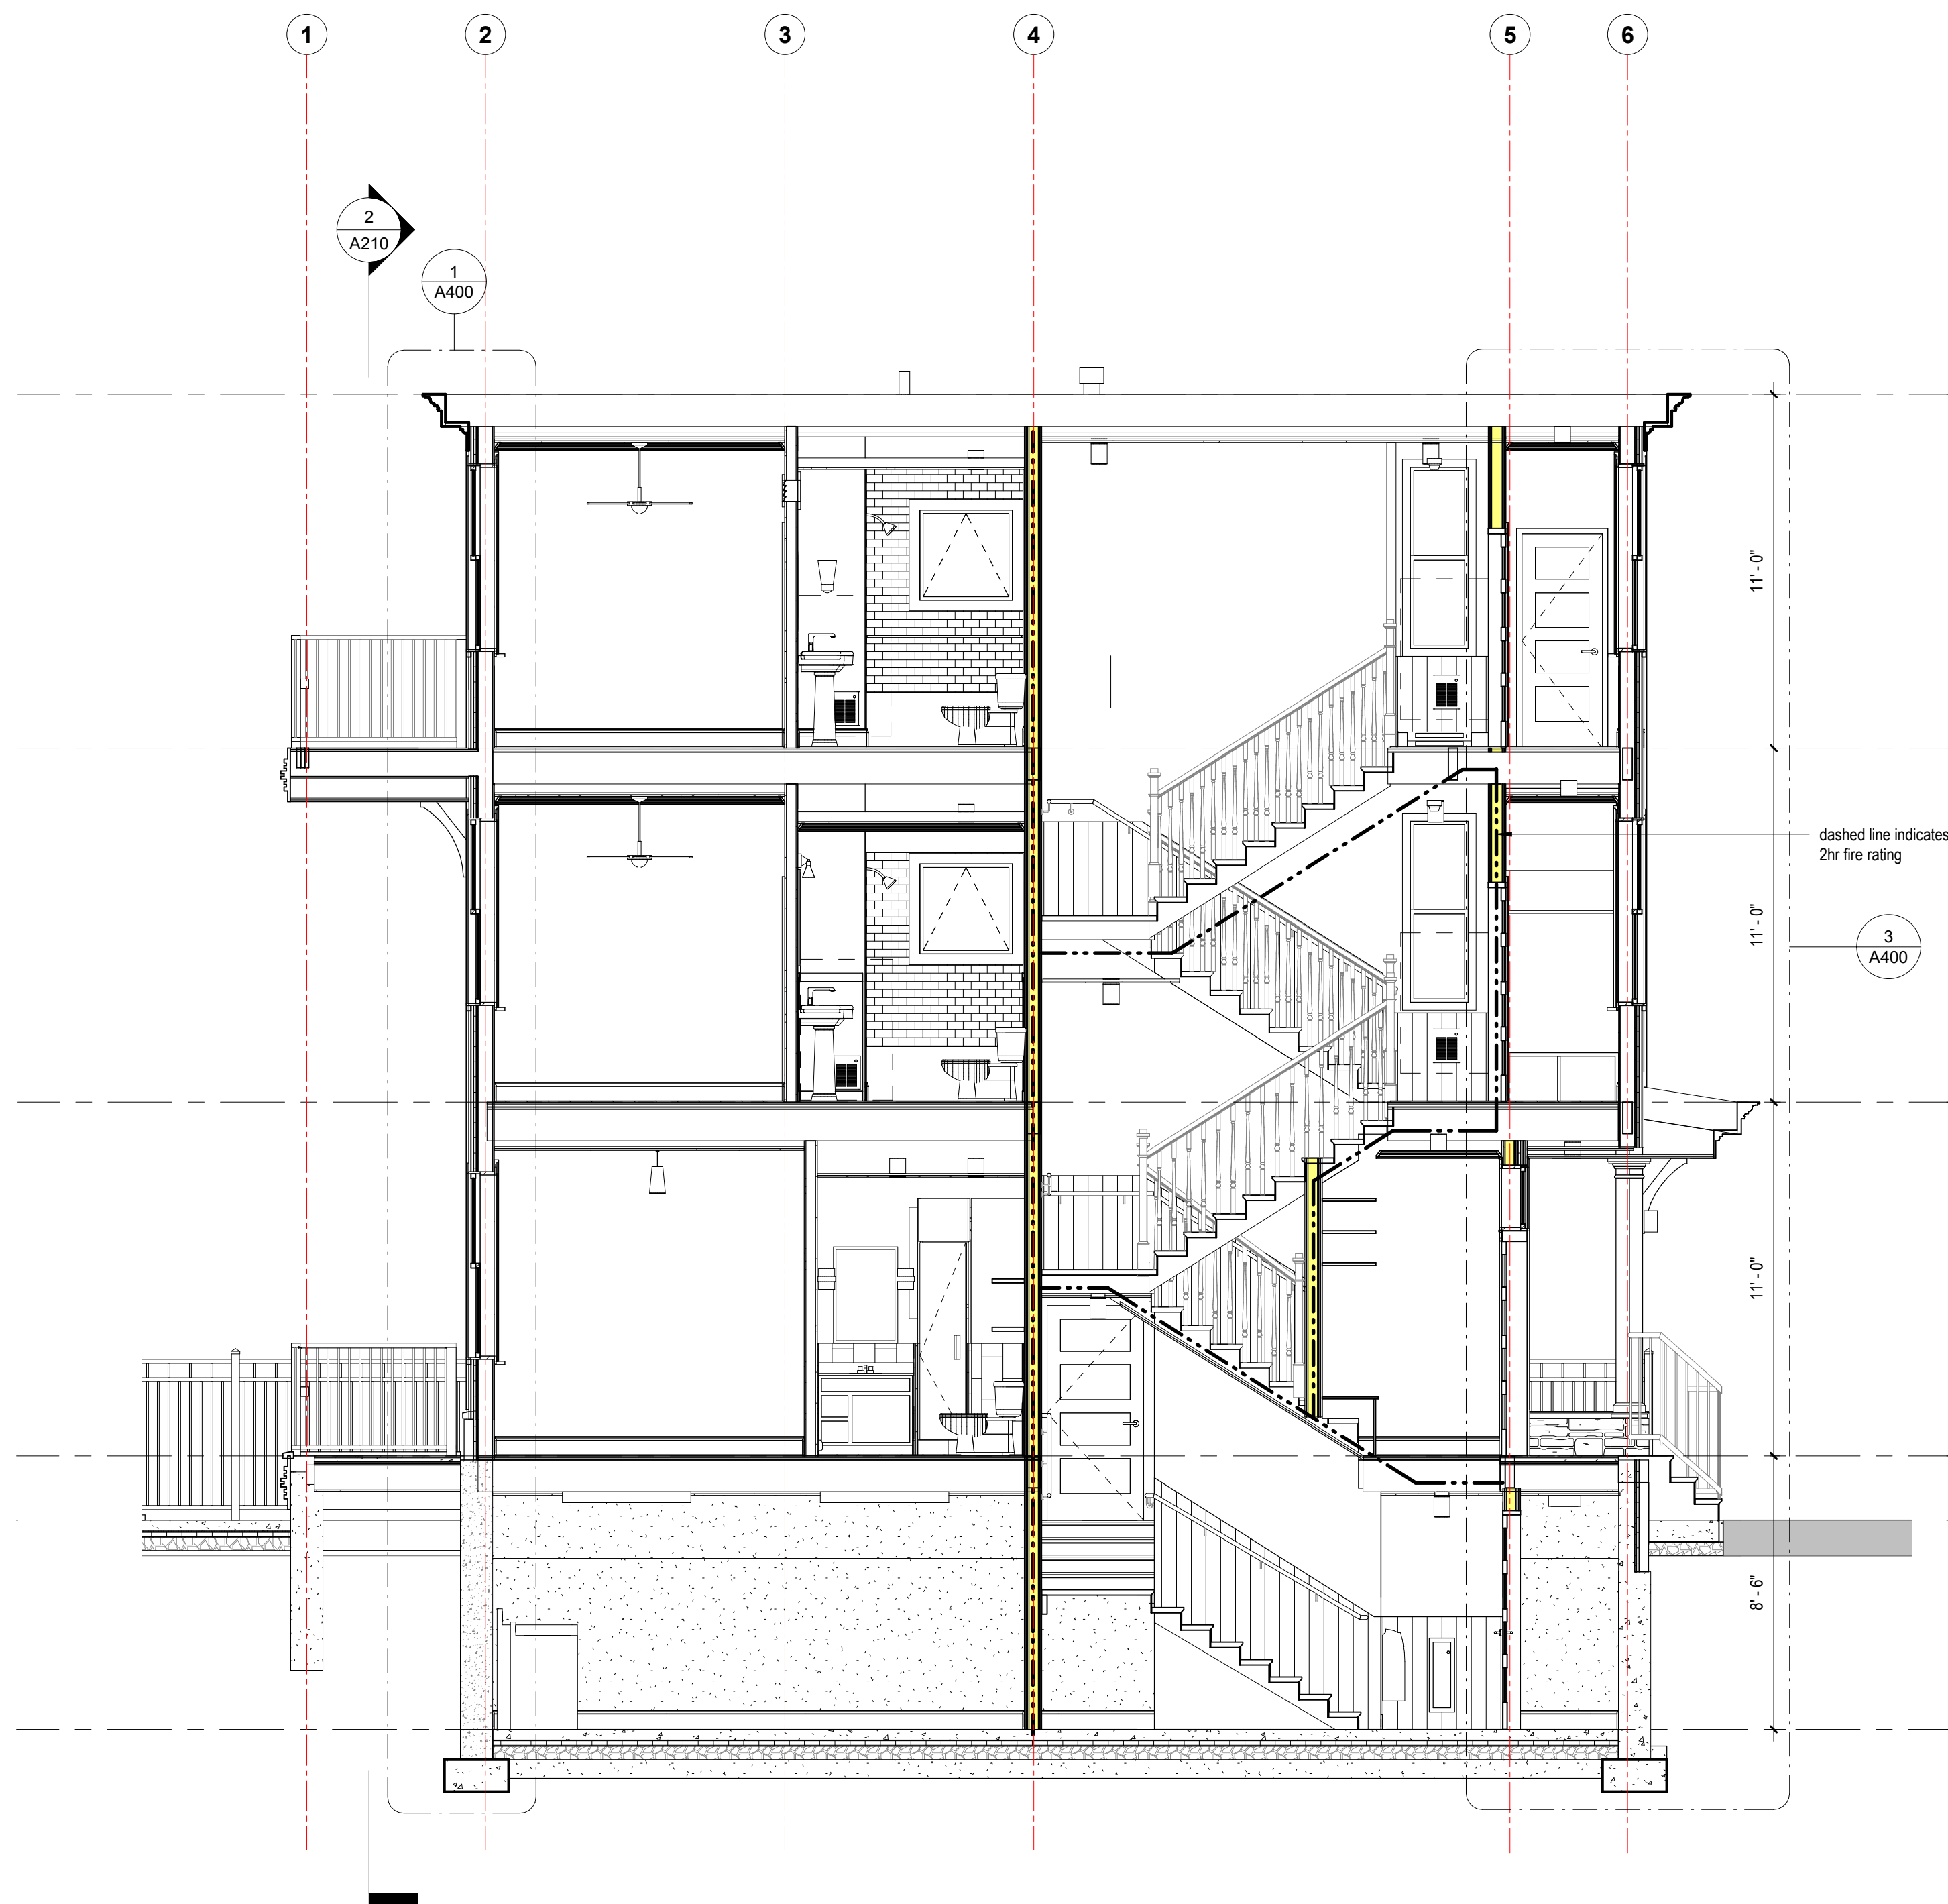 1
2
3
4
5
6
2
A210
1
A400
11' - 0"
dashed line indicates
2hr fire rating
11' - 0"
3
A400
11' - 0"
8' - 6"